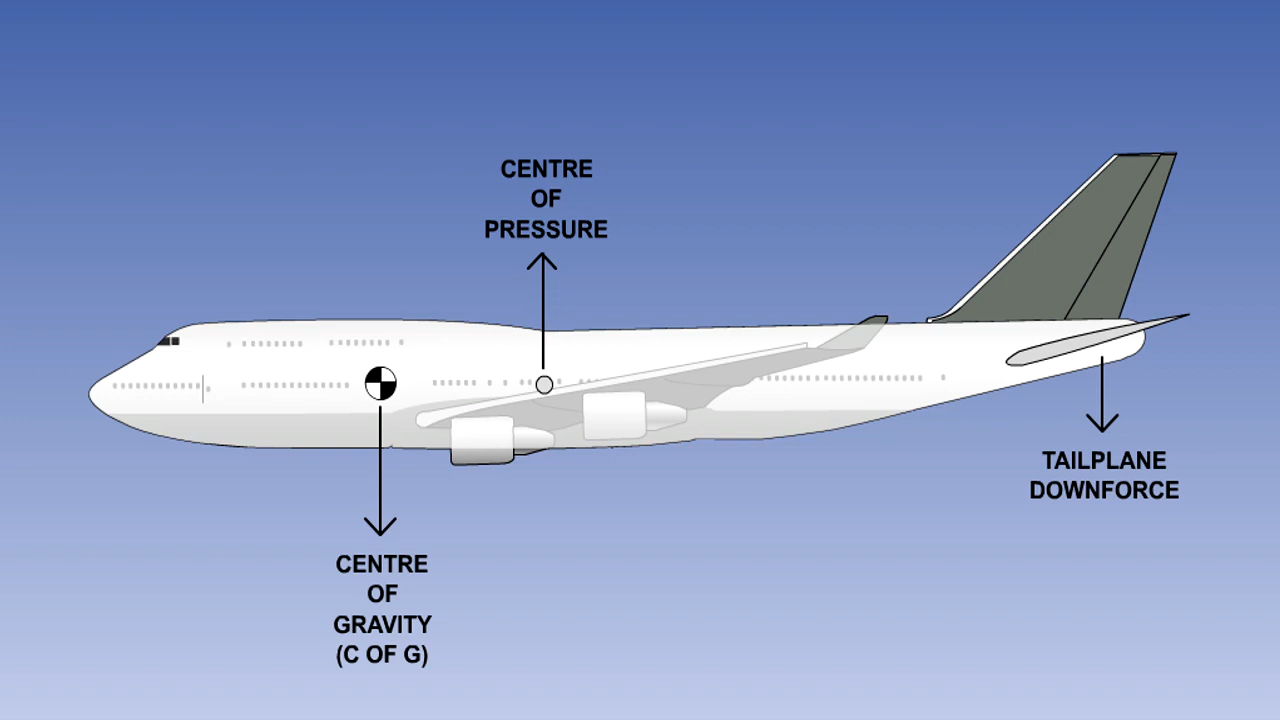 CENTRE
OF
PRESSURE
TAILPLANE
DOWNFORCE
CENTRE
OF
GRAVITY
(C OF G)